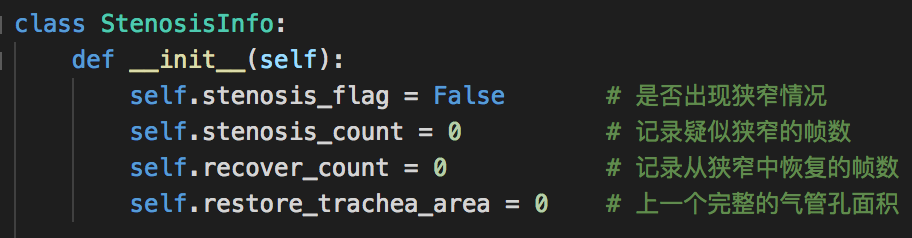 class StenosisInfo:
def __init__(self):
self.stenosis_flag = False # 是否出现狭窄情况
self.stenosis_count = 0 # 记录疑似狭窄的帧数
self.recover_count = 0 # 记录从狭窄中恢复的帧数
self.restore_trachea_area = 0 # 上一个完整的气管孔面积